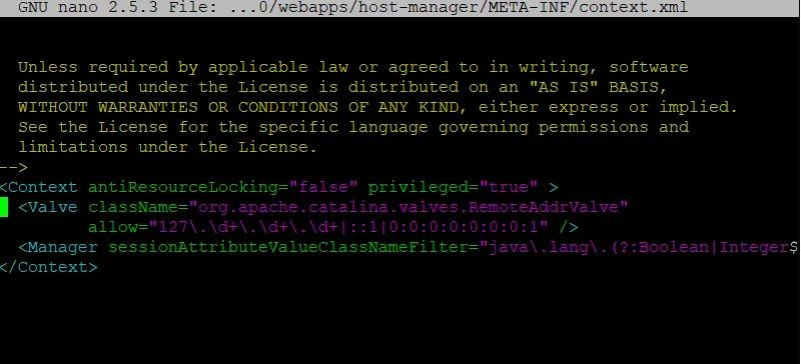 GNU nano 2.5.3 File: ...0/webapps/host-manager/META-INF/context.xml
Unless required by applicable law or agreed to in writing, software
distributed under the License is distributed on an "AS IS" BASIS,
WITHOUT WARRANTIES OR CONDITIONS OF ANY KIND, either express or implied.
See the License for the specific language governing permissions and
limitations under the License.
-->
<Context antiResourceLocking="false" privileged="true" >
<Valve className="org.apache.catalina.valves.RemoteAddrValve"
allow="127\.\d+\.\d+\.\d+|::1|0:0:0:0:0:0:0:1" />
<Manager sessionAttributeValueClassNameFilter="java\.lang\.(?:Boolean|Integer$
</Context>